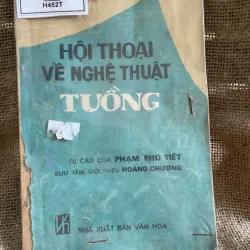 H452T
HỘI THOẠI
VỀ NGHỆ THUẬT
TUỒNG
DI CẢO CỦA PHẠM PHÚ TIẾT
SƯU TẦM, GIỚI THIỆU HOÀNG CHƯƠNG
NHÀ XUẤT BẢN VĂN HÓA